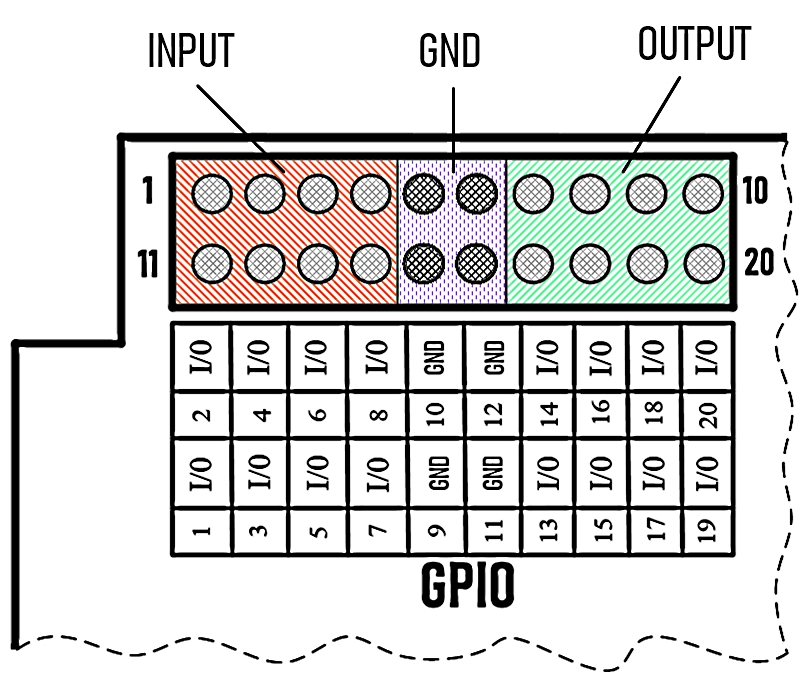 INPUT GND OUTPUT
1 10
11 20
I/O I/O I/O I/O GND GND I/O I/O I/O I/O
2 4 6 8 10 12 14 16 18 20
I/O I/O I/O I/O GND GND I/O I/O I/O I/O
1 3 5 7 9 11 13 15 17 19
GPIO